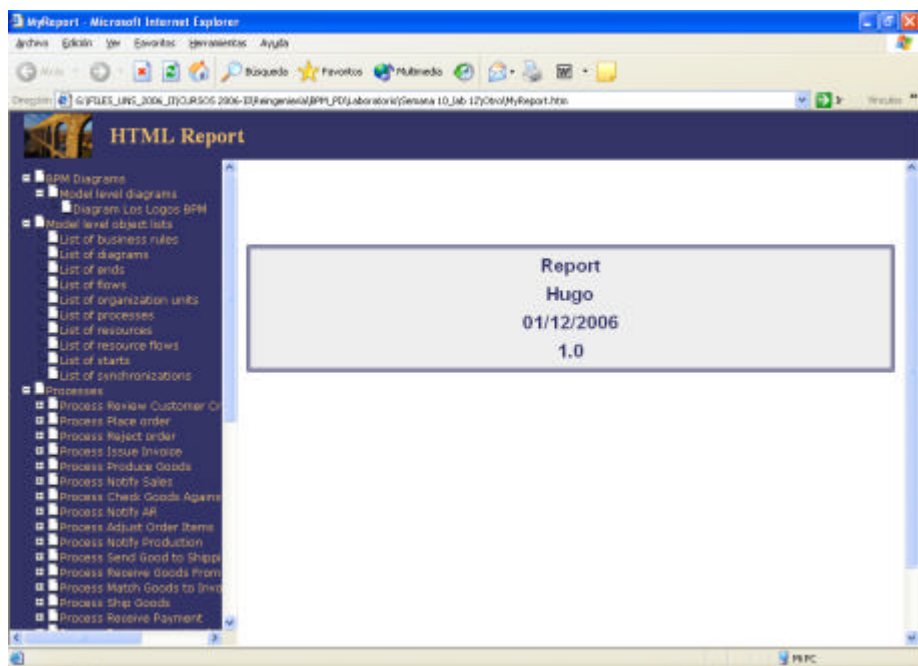 MyReport - Microsoft Internet Explorer
Archivo Edición Ver Favoritos Herramientas Ayuda
Búsqueda Favoritos Multimedia
HTML Report
BPM Diagrams
Model level diagrams
Diagram Los Logos BPM
Model level object lists
List of business rules
List of diagrams
List of ends
List of flows
List of organization units
List of processes
List of resources
List of resource flows
List of starts
List of synchronizations
Processes
Process Review Customer Cr
Process Place order
Process Reject order
Process Issue Invoice
Process Produce Goods
Process Notify Sales
Process Check Goods Agains
Process Notify AR
Process Adjust Order Items
Process Notify Production
Process Send Good to Shippi
Process Receive Goods From
Process Match Goods to Invo
Process Ship Goods
Process Receive Payment
Report
Hugo
01/12/2006
1.0
Mi PC